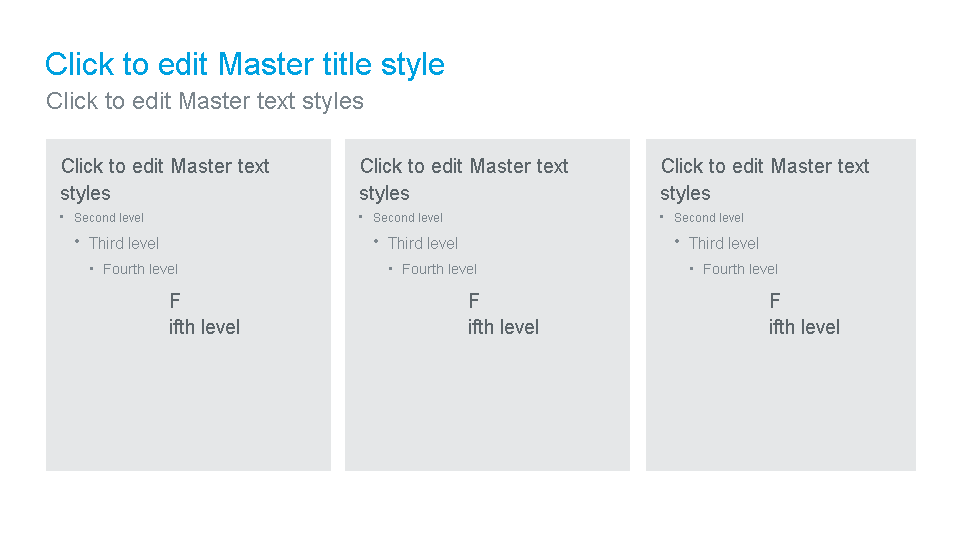 Click to edit Master title style
Click to edit Master text styles
Click to edit Master text
styles
• Second level
• Third level
• Fourth level
F
ifth level
Click to edit Master text
styles
• Second level
• Third level
• Fourth level
F
ifth level
Click to edit Master text
styles
• Second level
• Third level
• Fourth level
F
ifth level